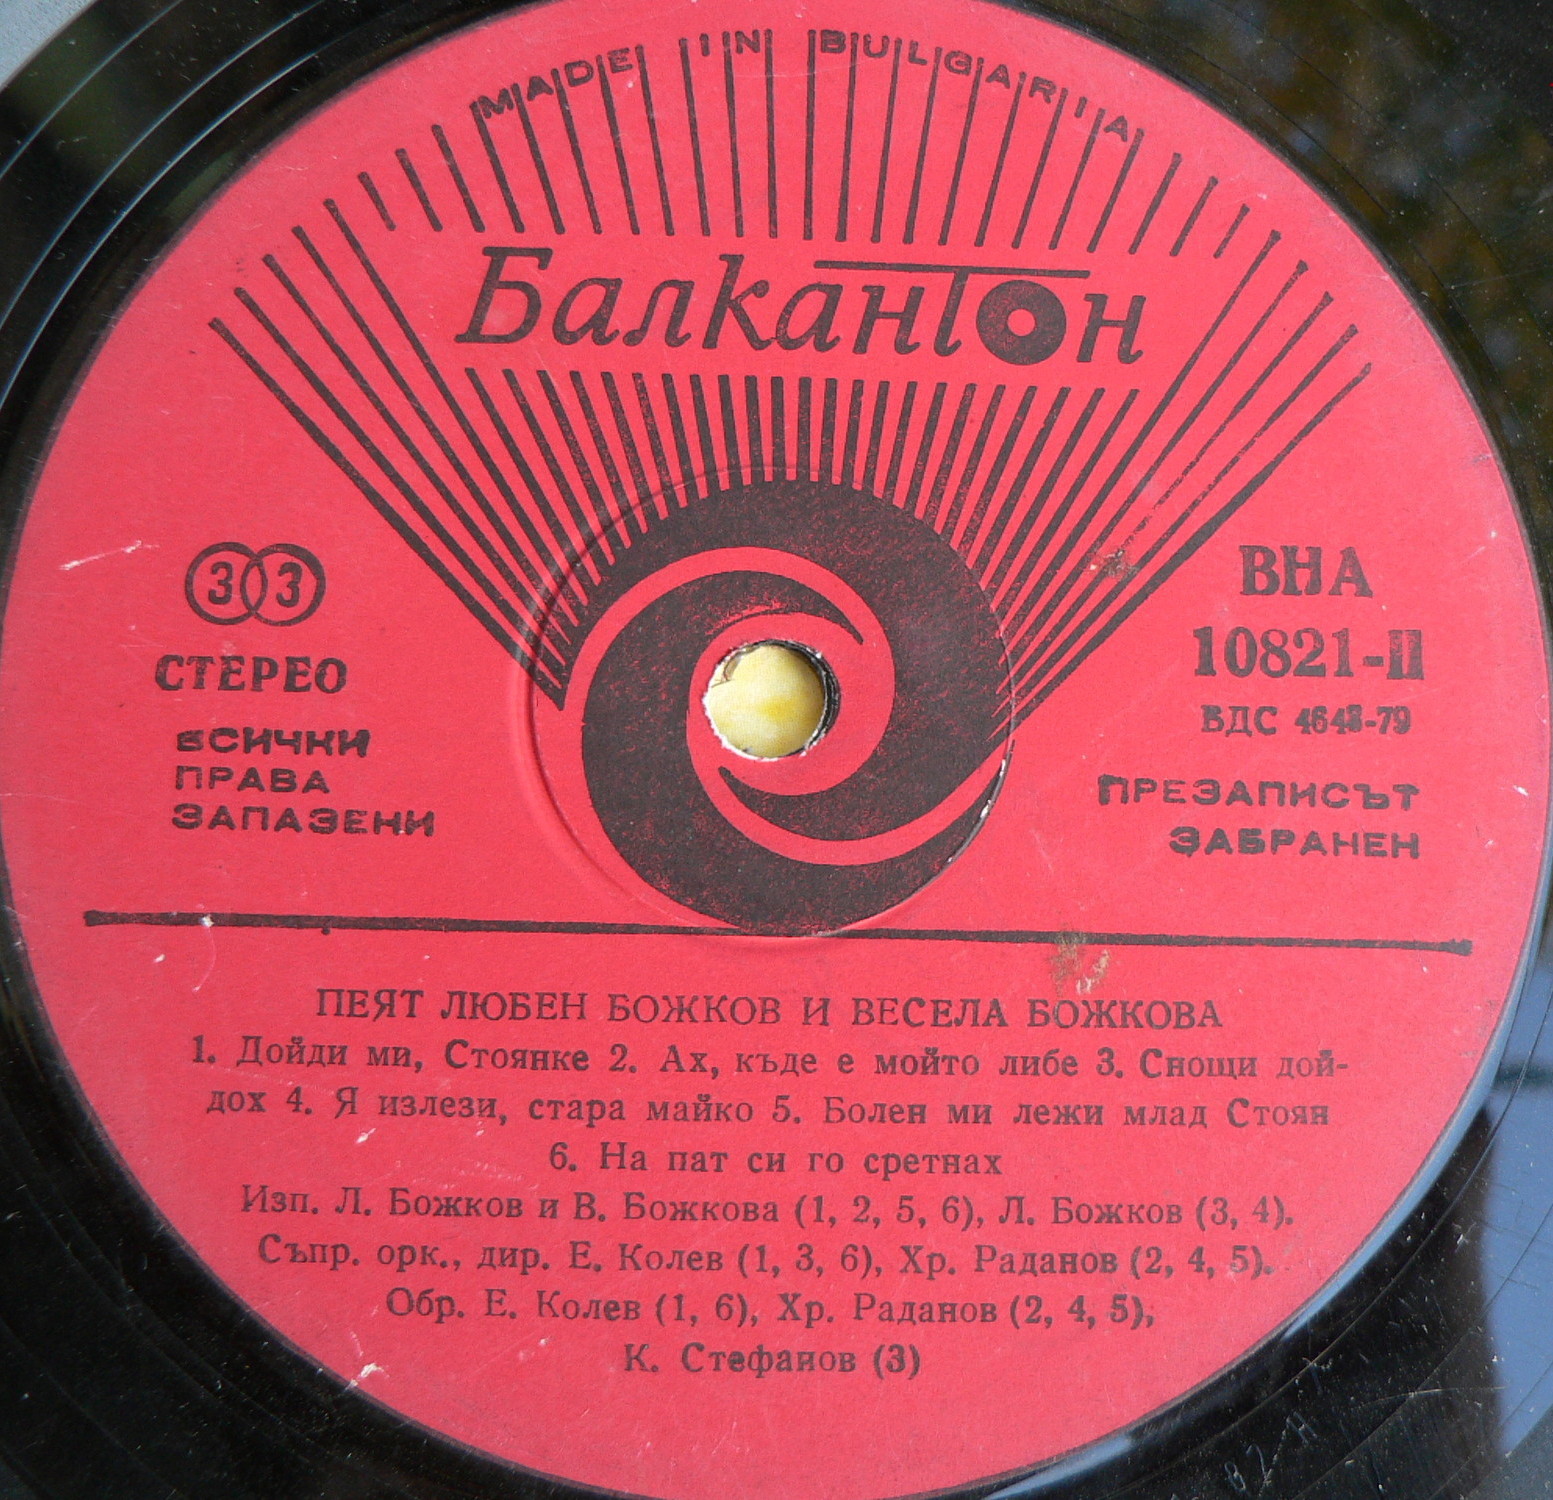 MADE IN BULGARIA
Балкантон
33
СТЕРЕО
ВСИЧКИ
ПРАВА
ЗАПАЗЕНИ
ВНА
10821-II
БДС 4643-79
ПРЕЗАПИСЪТ
ЗАБРАНЕН
ПЕЯТ ЛЮБЕН БОЖКОВ И ВЕСЕЛА БОЖКОВА
1. Дойди ми, Стоянке 2. Ах, къде е мойто либе 3. Снощи дой-
дох 4. Я излези, стара майко 5. Болен ми лежи млад Стоян
6. На пат си го сретнах
Изп. Л. Божков и В. Божкова (1, 2, 5, 6), Л. Божков (3, 4).
Съпр. орк., дир. Е. Колев (1, 3, 6), Хр. Раданов (2, 4, 5).
Обр. Е. Колев (1, 6), Хр. Раданов (2, 4, 5),
К. Стефанов (3)